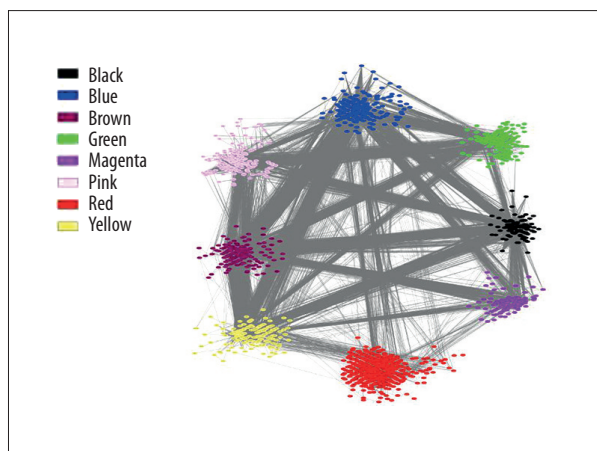 Black
Blue
Brown
Green
Magenta
Pink
Red
Yellow